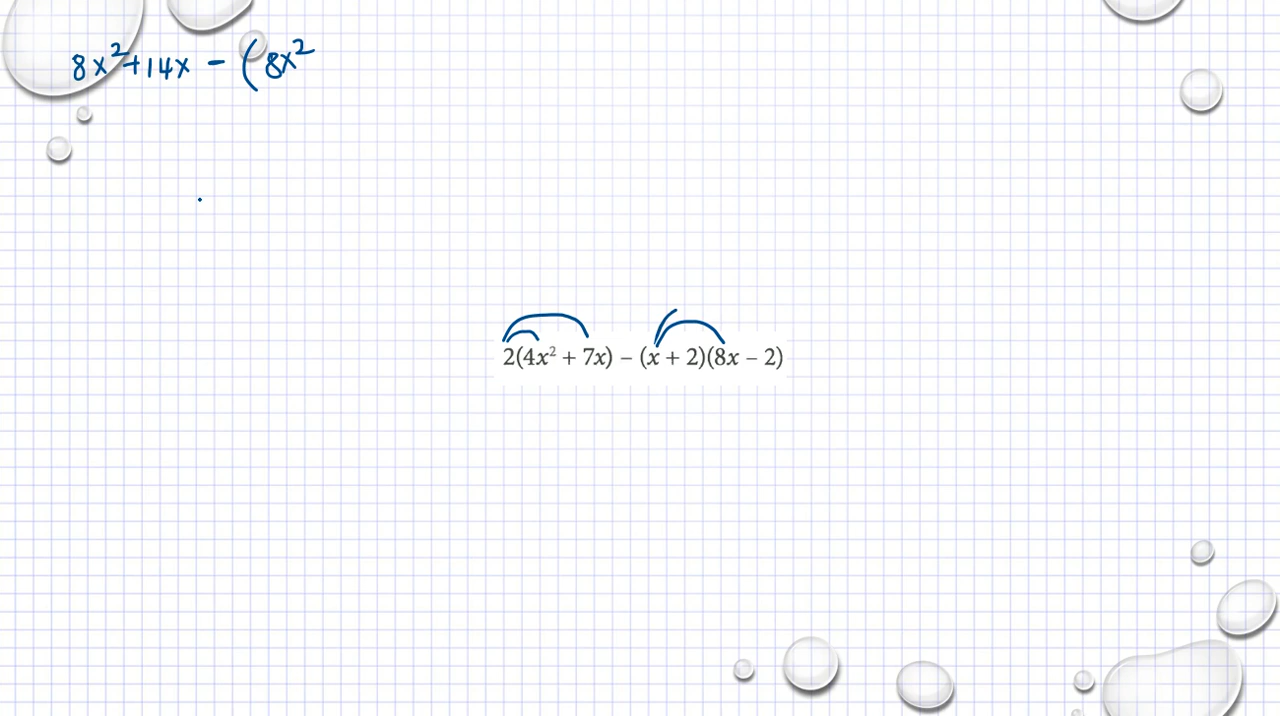 8x²+14x - (8x²
2(4x² + 7x) – (x + 2)(8x – 2)